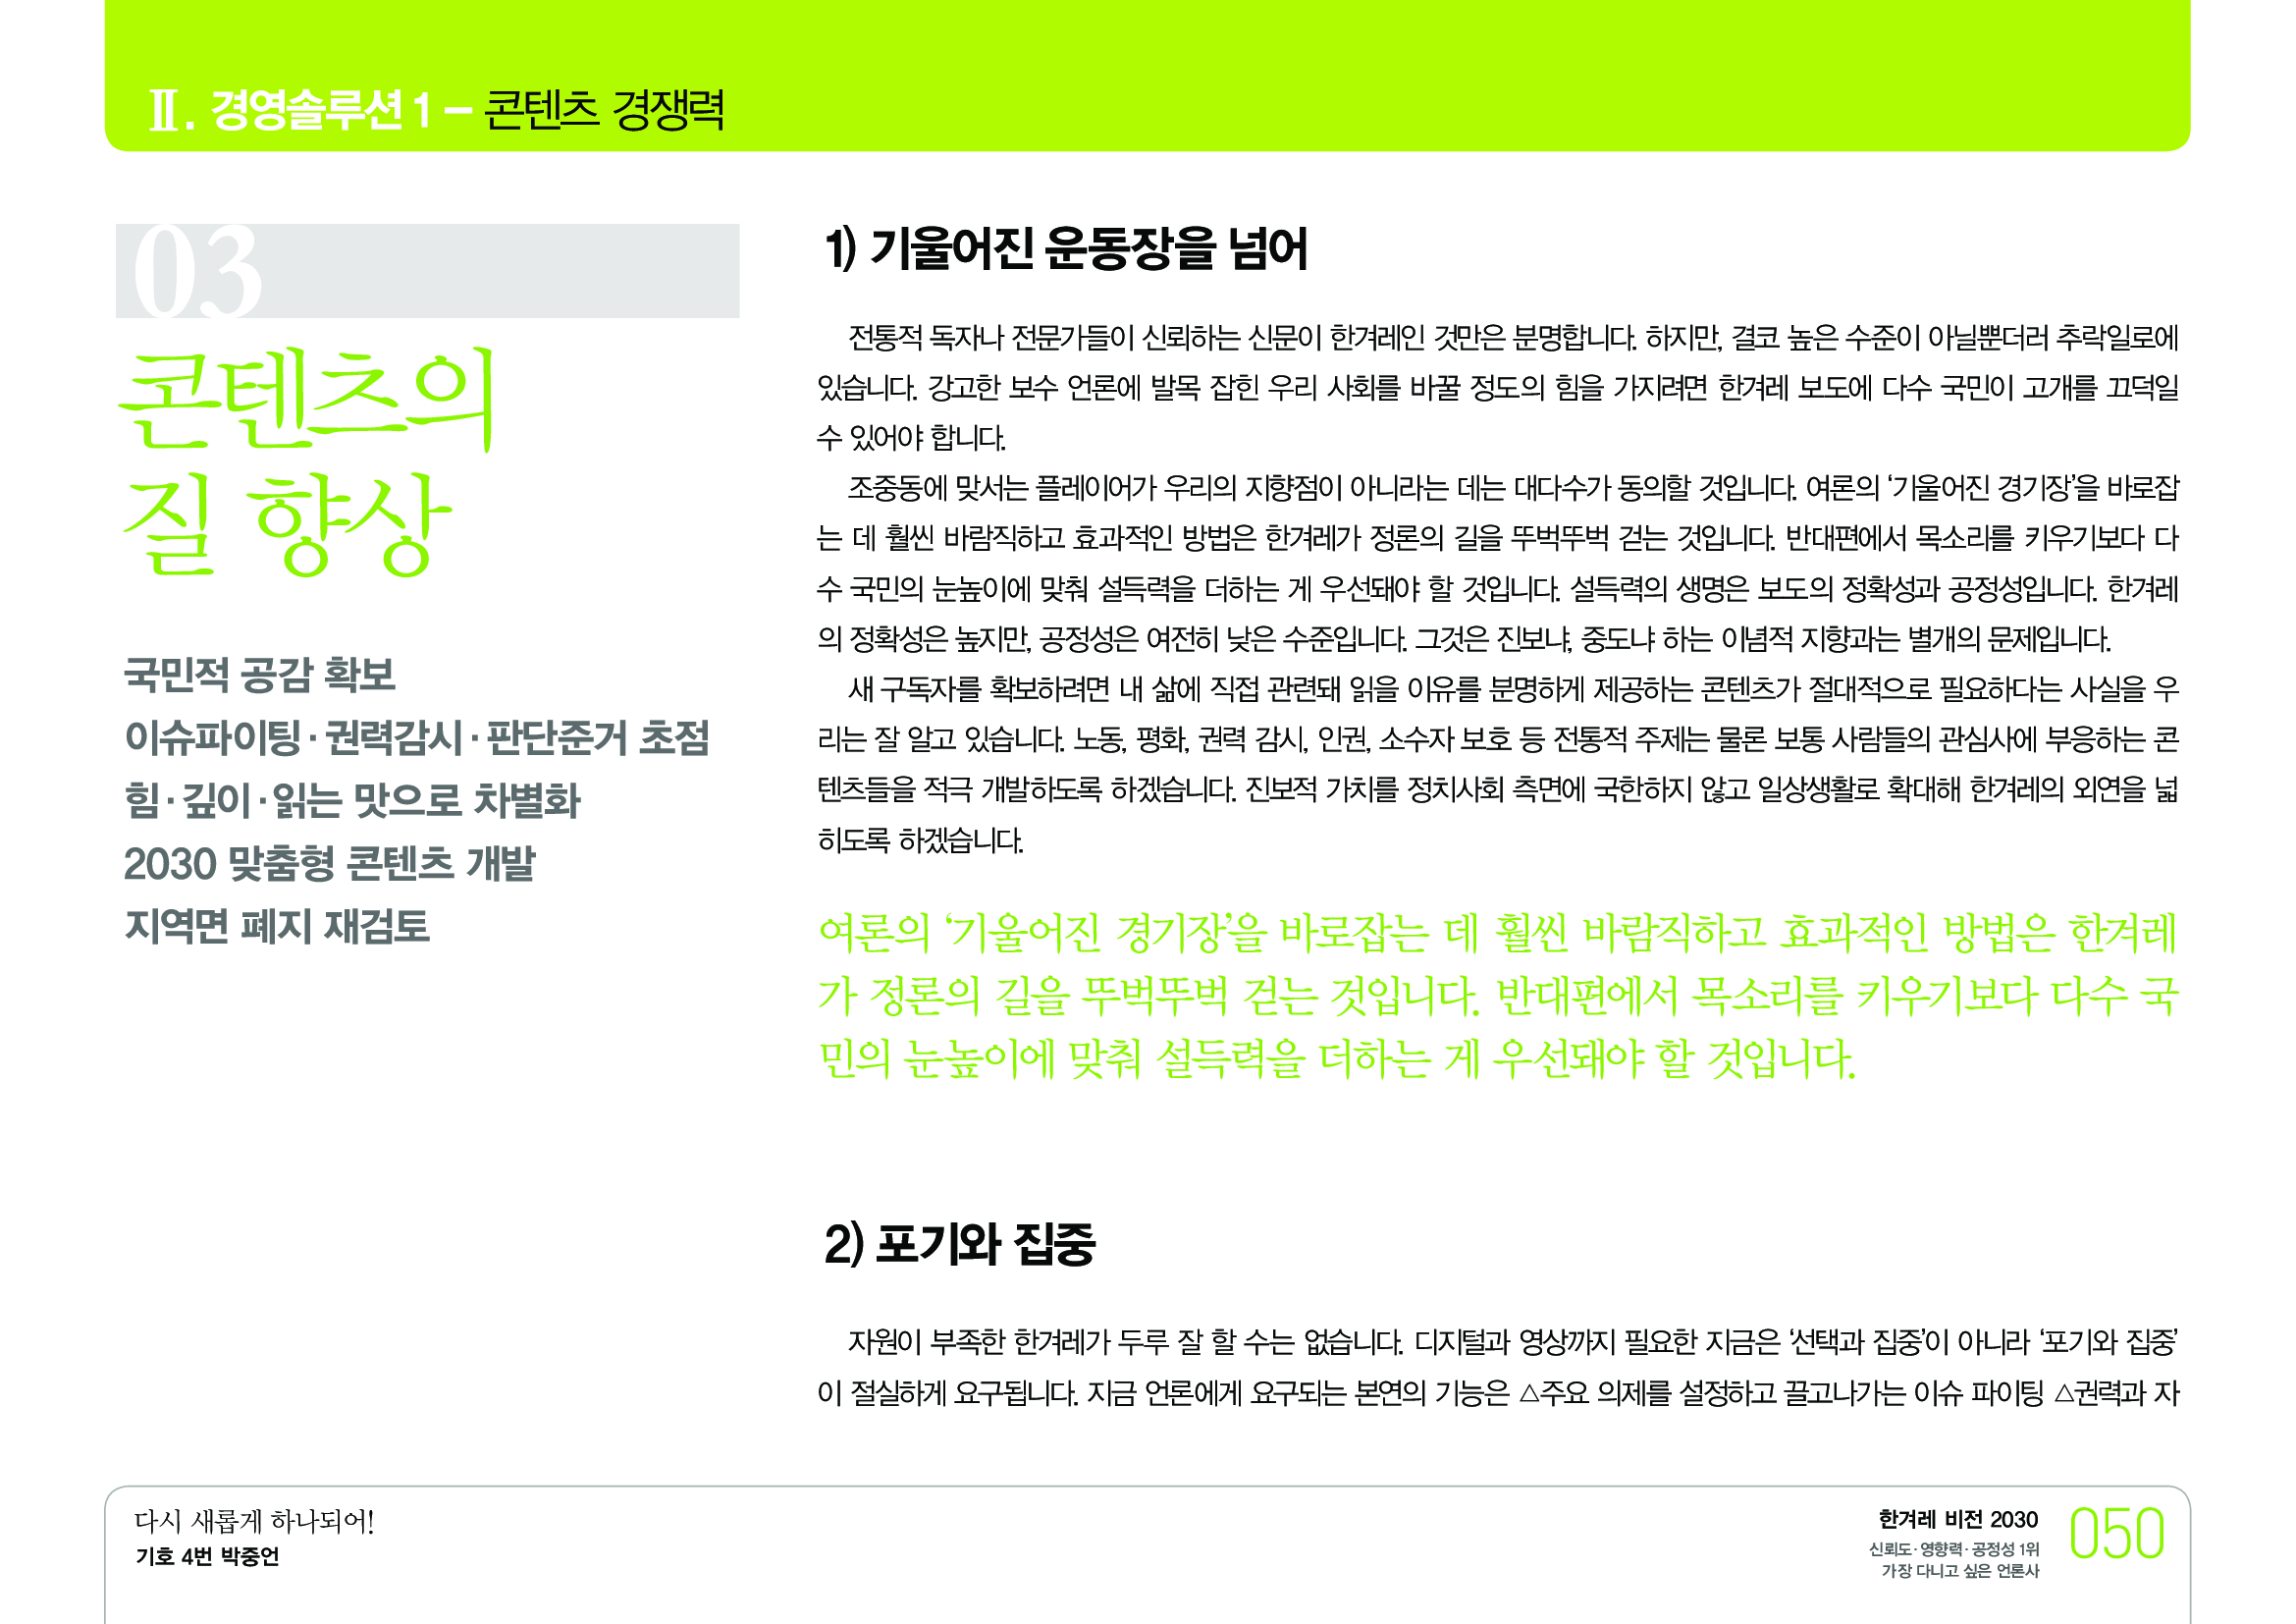 Ⅱ. 경영솔루션 1 – 콘텐츠 경쟁력
03
콘텐츠의
질 향상
국민적 공감 확보
이슈파이팅·권력감시·판단준거 초점
힘·깊이·읽는 맛으로 차별화
2030 맞춤형 콘텐츠 개발
지역면 폐지 재검토
1) 기울어진 운동장을 넘어
전통적 독자나 전문가들이 신뢰하는 신문이 한겨레인 것만은 분명합니다. 하지만, 결코 높은 수준이 아닐뿐더러 추락일로에
있습니다. 강고한 보수 언론에 발목 잡힌 우리 사회를 바꿀 정도의 힘을 가지려면 한겨레 보도에 다수 국민이 고개를 끄덕일
수 있어야 합니다.
조중동에 맞서는 플레이어가 우리의 지향점이 아니라는 데는 대다수가 동의할 것입니다. 여론의 ‘기울어진 경기장’을 바로잡
는 데 훨씬 바람직하고 효과적인 방법은 한겨레가 정론의 길을 뚜벅뚜벅 걷는 것입니다. 반대편에서 목소리를 키우기보다 다
수 국민의 눈높이에 맞춰 설득력을 더하는 게 우선돼야 할 것입니다. 설득력의 생명은 보도의 정확성과 공정성입니다. 한겨레
의 정확성은 높지만, 공정성은 여전히 낮은 수준입니다. 그것은 진보냐, 중도냐 하는 이념적 지향과는 별개의 문제입니다.
새 구독자를 확보하려면 내 삶에 직접 관련돼 읽을 이유를 분명하게 제공하는 콘텐츠가 절대적으로 필요하다는 사실을 우
리는 잘 알고 있습니다. 노동, 평화, 권력 감시, 인권, 소수자 보호 등 전통적 주제는 물론 보통 사람들의 관심사에 부응하는 콘
텐츠들을 적극 개발하도록 하겠습니다. 진보적 가치를 정치사회 측면에 국한하지 않고 일상생활로 확대해 한겨레의 외연을 넓
히도록 하겠습니다.
여론의 ‘기울어진 경기장’을 바로잡는 데 훨씬 바람직하고 효과적인 방법은 한겨레
가 정론의 길을 뚜벅뚜벅 걷는 것입니다. 반대편에서 목소리를 키우기보다 다수 국
민의 눈높이에 맞춰 설득력을 더하는 게 우선돼야 할 것입니다.
2) 포기와 집중
자원이 부족한 한겨레가 두루 잘 할 수는 없습니다. 디지털과 영상까지 필요한 지금은 ‘선택과 집중’이 아니라 ‘포기와 집중’
이 절실하게 요구됩니다. 지금 언론에게 요구되는 본연의 기능은 △주요 의제를 설정하고 끌고나가는 이슈 파이팅 △권력과 자
다시 새롭게 하나되어!
기호 4번 박중언
한겨레 비전 2030
신뢰도·영향력·공정성 1위
가장 다니고 싶은 언론사
050